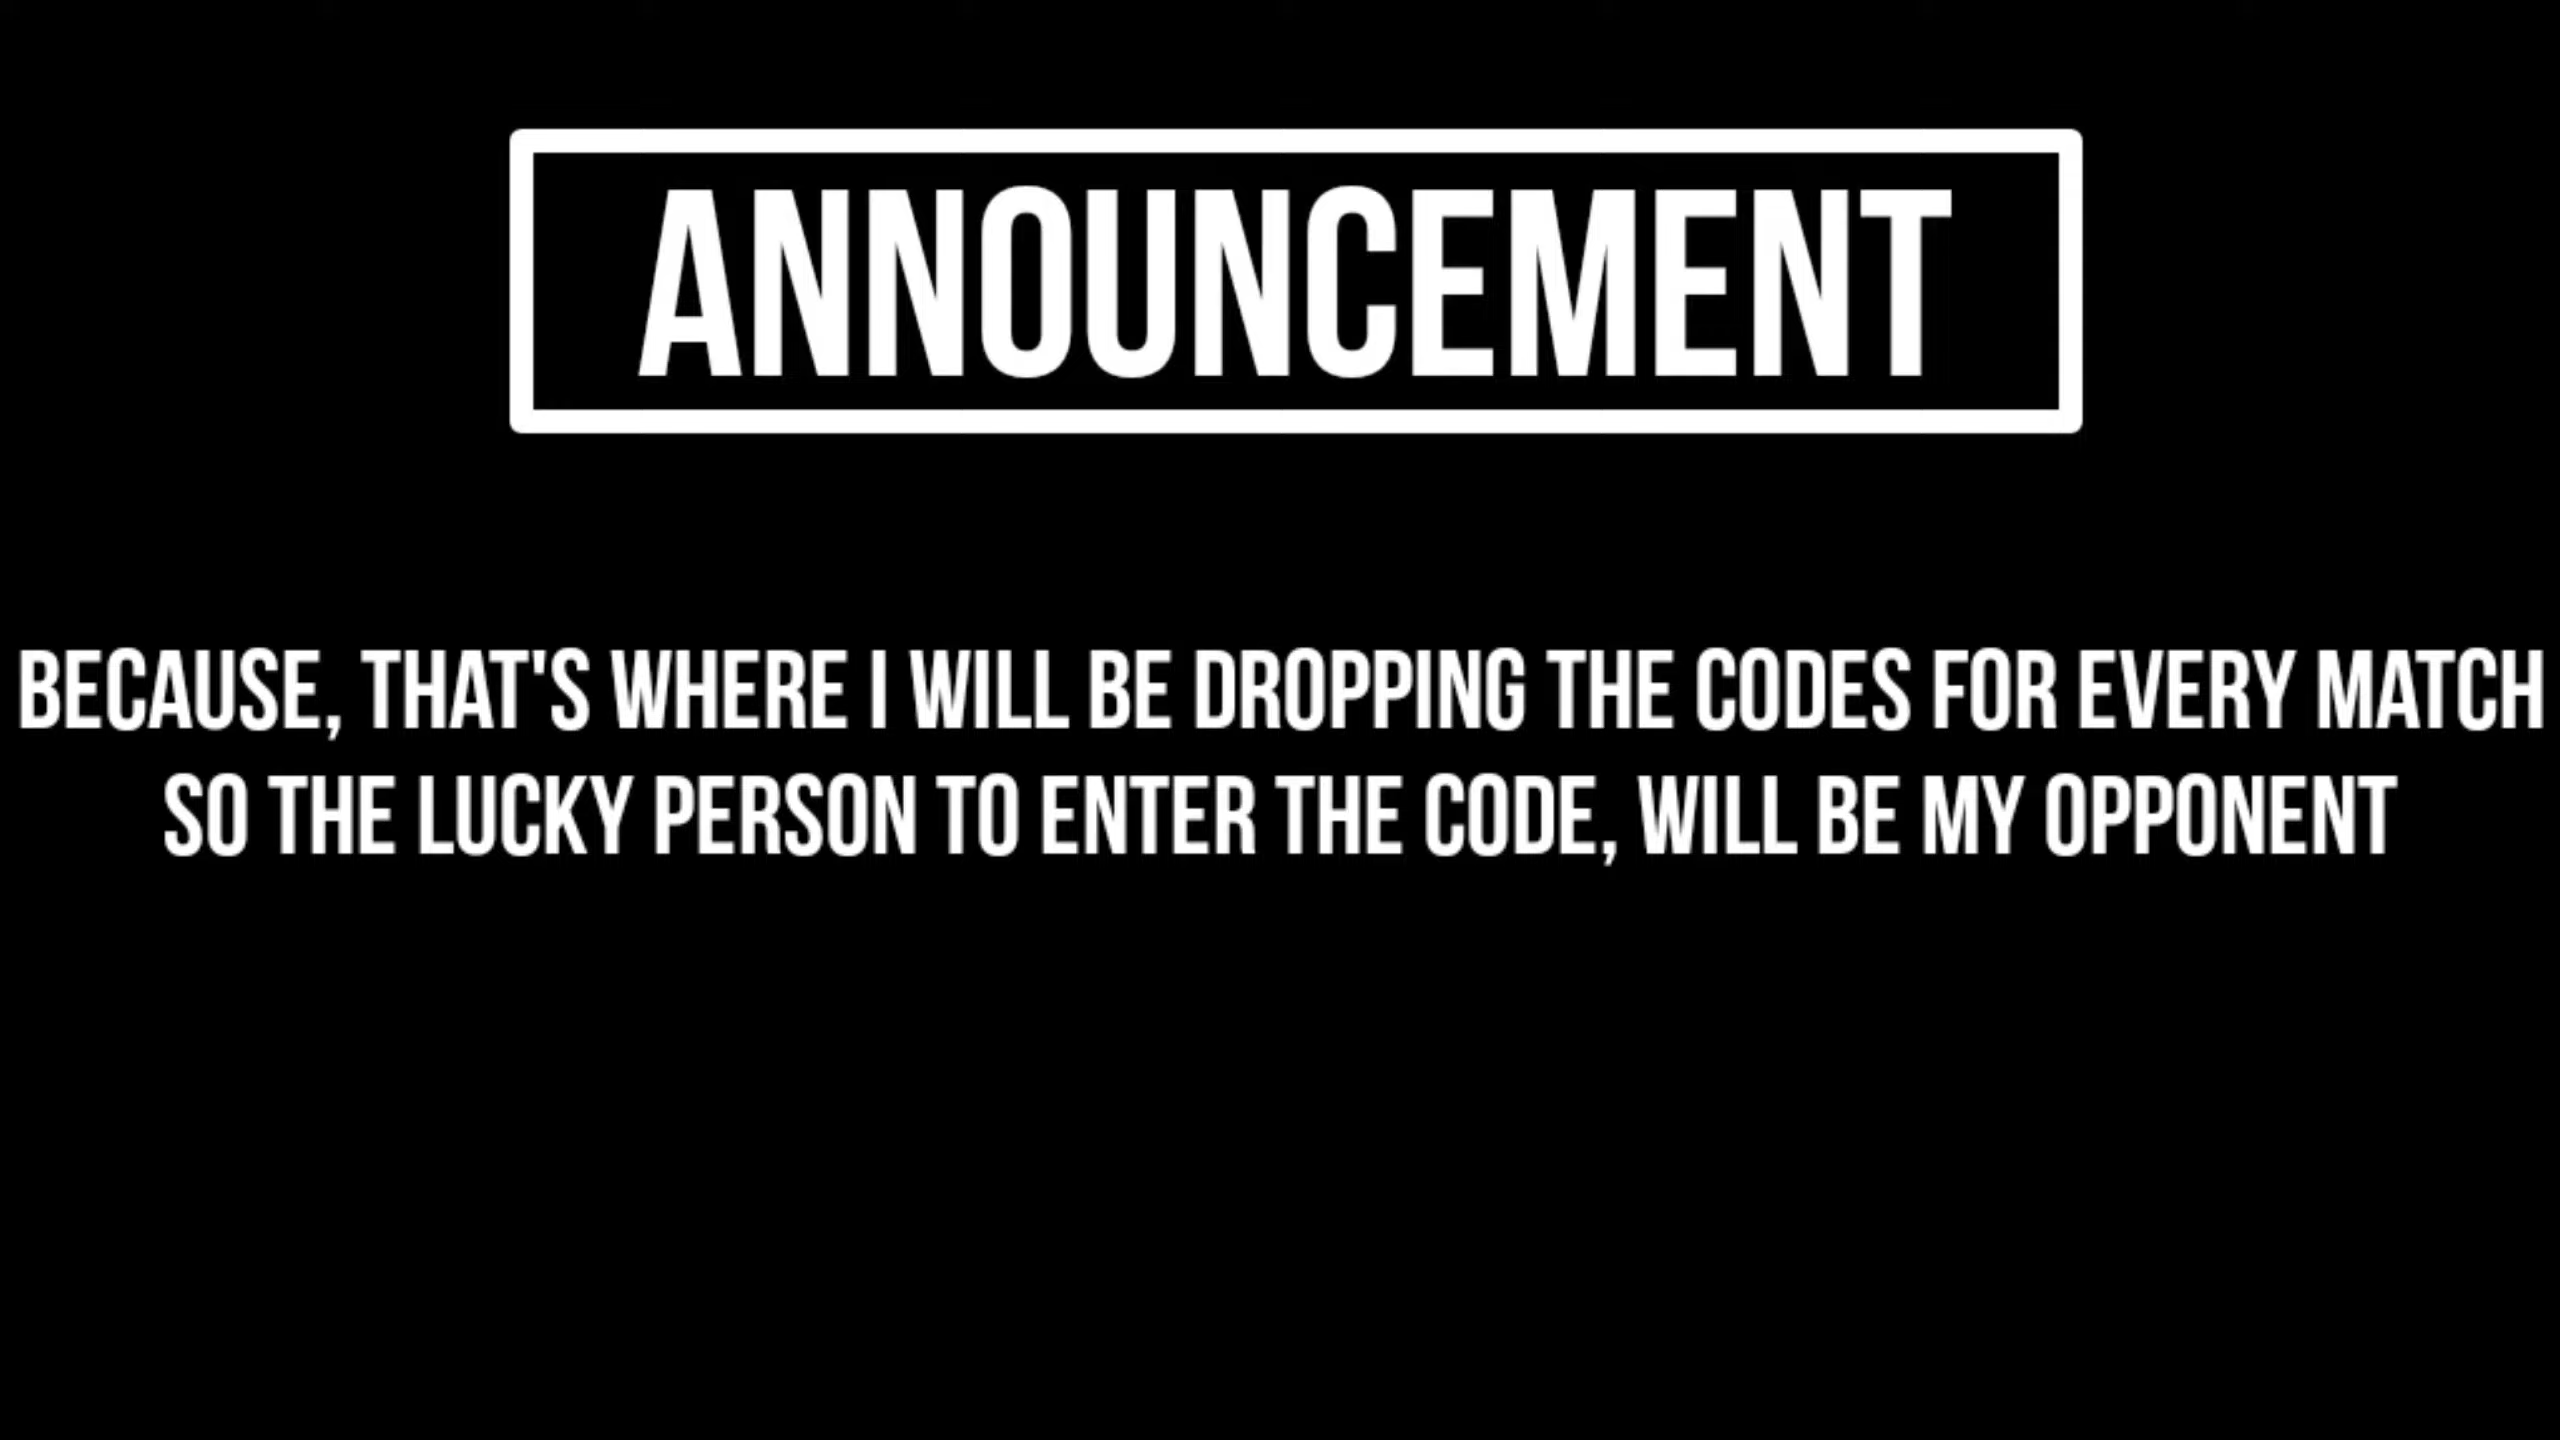 ANNOUNCEMENT
BECAUSE, THAT'S WHERE I WILL BE DROPPING THE CODES FOR EVERY MATCH
SO THE LUCKY PERSON TO ENTER THE CODE, WILL BE MY OPPONENT